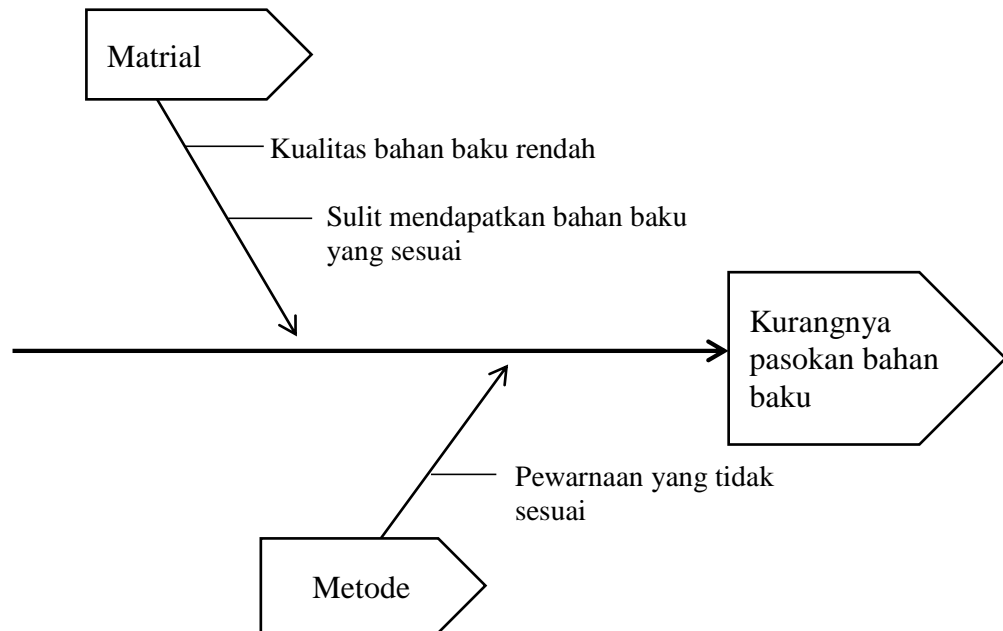 Matrial
Kualitas bahan baku rendah
Sulit mendapatkan bahan baku
yang sesuai
Kurangnya
pasokan bahan
baku
Pewarnaan yang tidak
sesuai
Metode